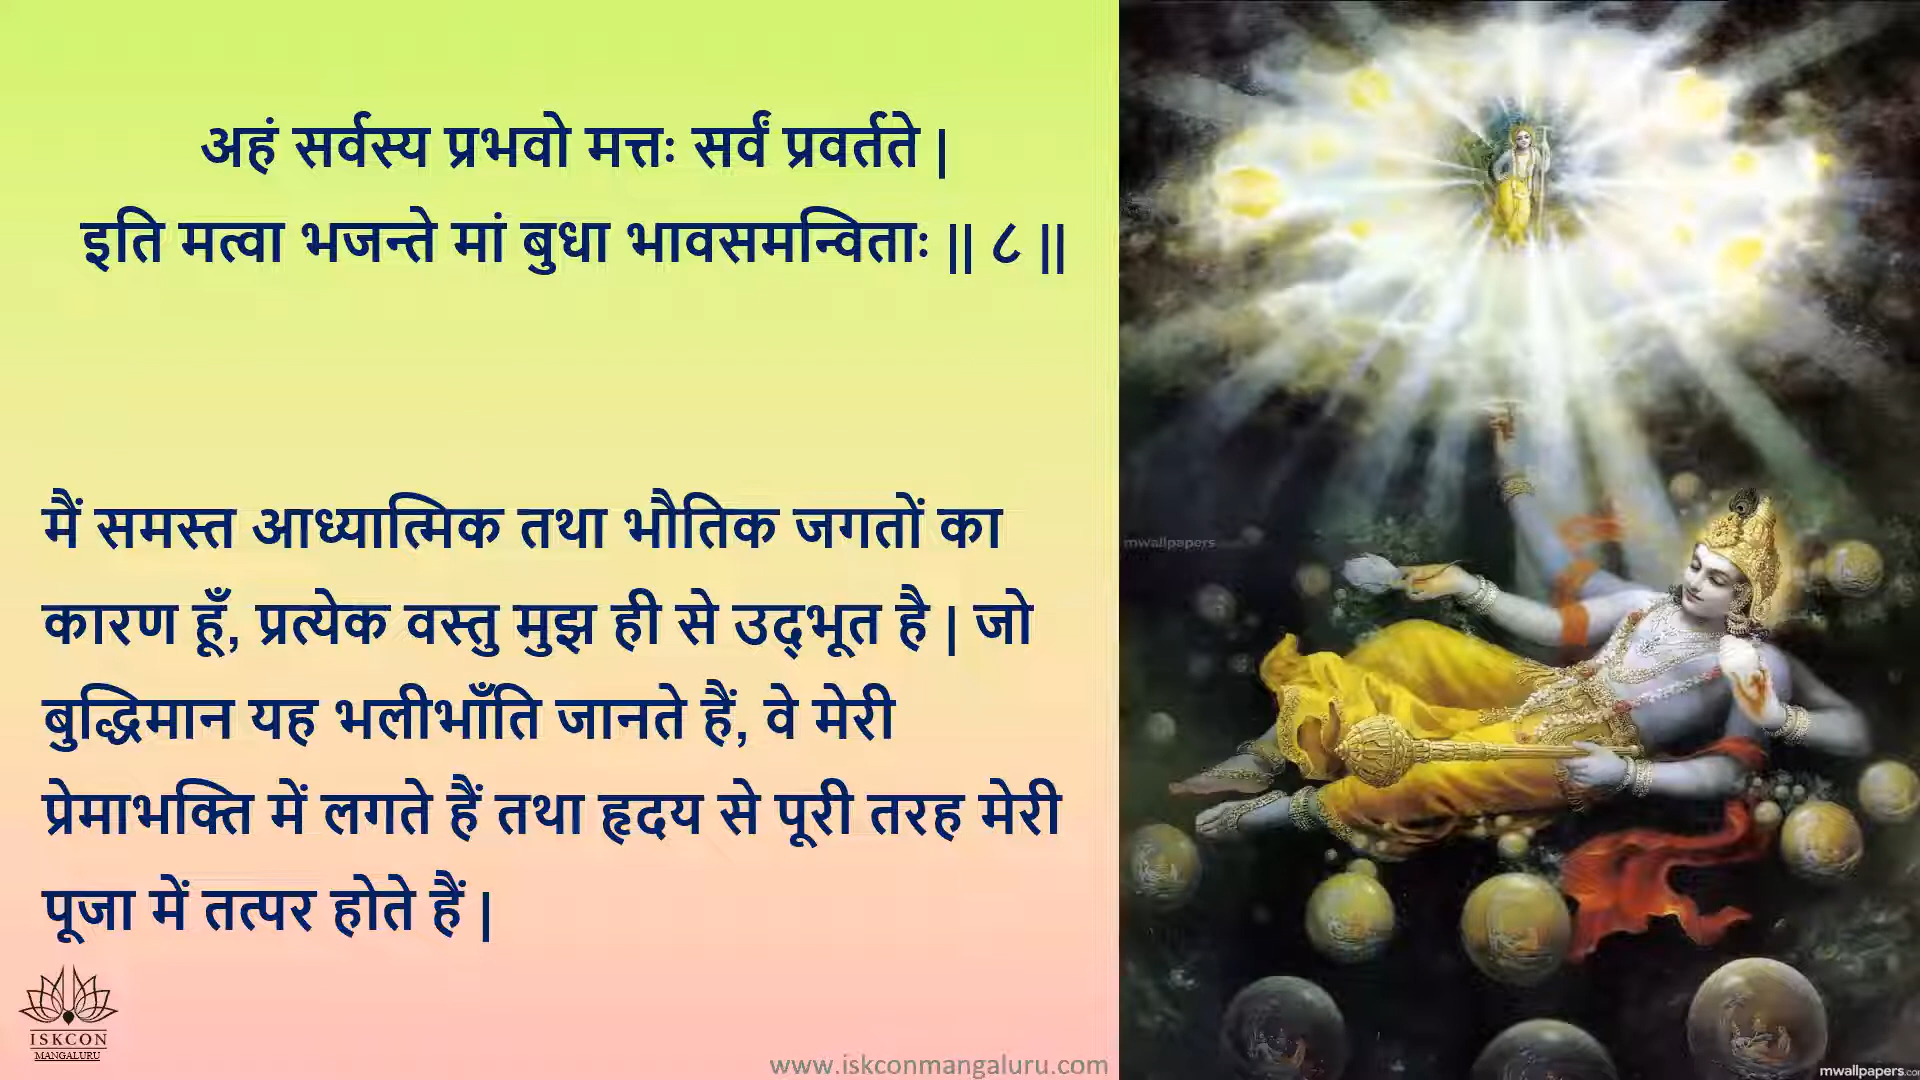 अहं सर्वस्य प्रभवो मत्तः सर्वं प्रवर्तते |
इति मत्वा भजन्ते मां बुधा भावसमन्विताः || ८ ||
मैं समस्त आध्यात्मिक तथा भौतिक जगतों का
कारण हूँ, प्रत्येक वस्तु मुझ ही से उद्भूत है | जो
बुद्धिमान यह भलीभाँति जानते हैं, वे मेरी
प्रेमाभक्ति में लगते हैं तथा हृदय से पूरी तरह मेरी
पूजा में तत्पर होते हैं |
ISKCON
MANGALURU
www.iskconmangaluru.com
mwallpapers
mwallpapers.co